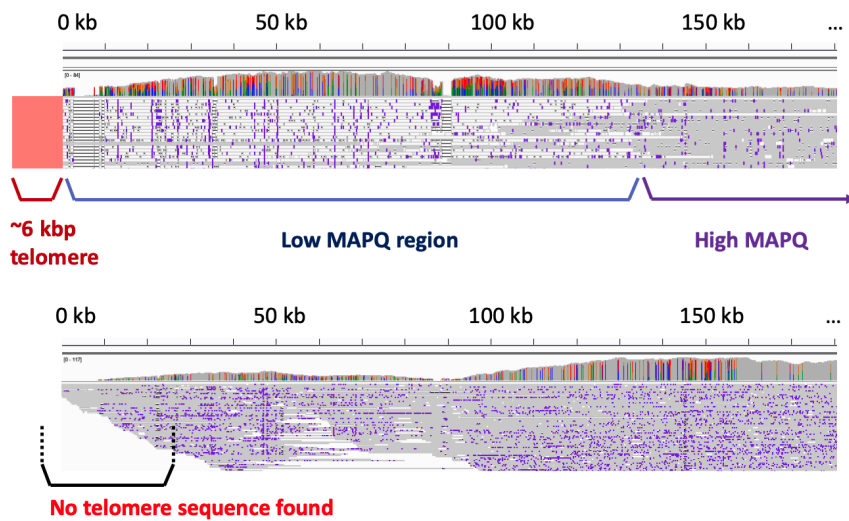 0 kb 50 kb 100 kb 150 kb ...
[0 - 84]
~6 kbp
telomere
Low MAPQ region
High MAPQ
0 kb 50 kb 100 kb 150 kb ...
[0 - 117]
No telomere sequence found